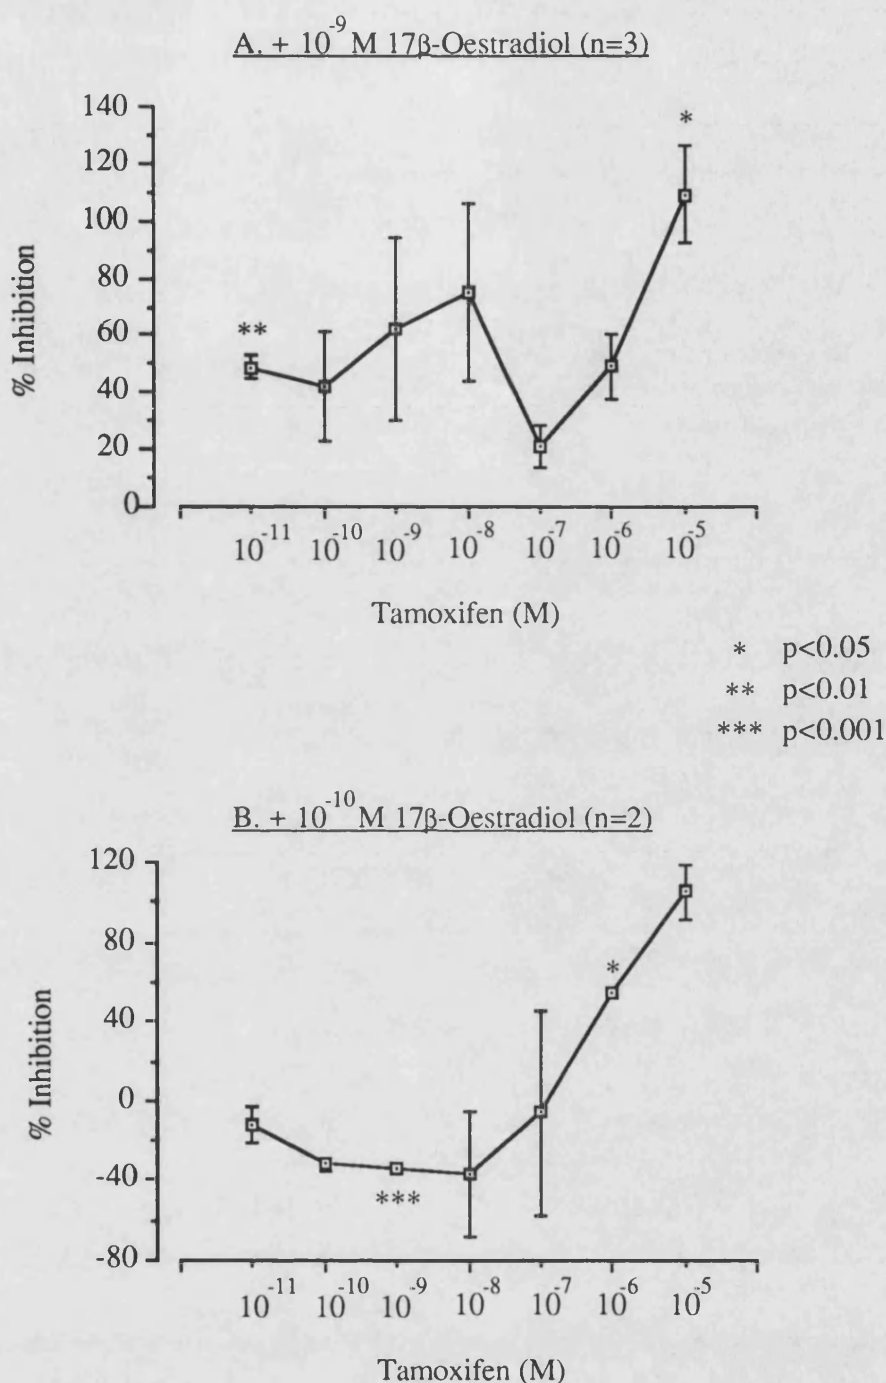 A. + 10⁻⁹ M 17β-Oestradiol (n=3)
140
120
100
80
60
40
20
0
% Inhibition
**
*
10⁻¹¹ 10⁻¹⁰ 10⁻⁹ 10⁻⁸ 10⁻⁷ 10⁻⁶ 10⁻⁵
Tamoxifen (M)
* p<0.05
** p<0.01
*** p<0.001
B. + 10⁻¹⁰ M 17β-Oestradiol (n=2)
120
80
40
0
-40
-80
% Inhibition
*
***
10⁻¹¹ 10⁻¹⁰ 10⁻⁹ 10⁻⁸ 10⁻⁷ 10⁻⁶ 10⁻⁵
Tamoxifen (M)